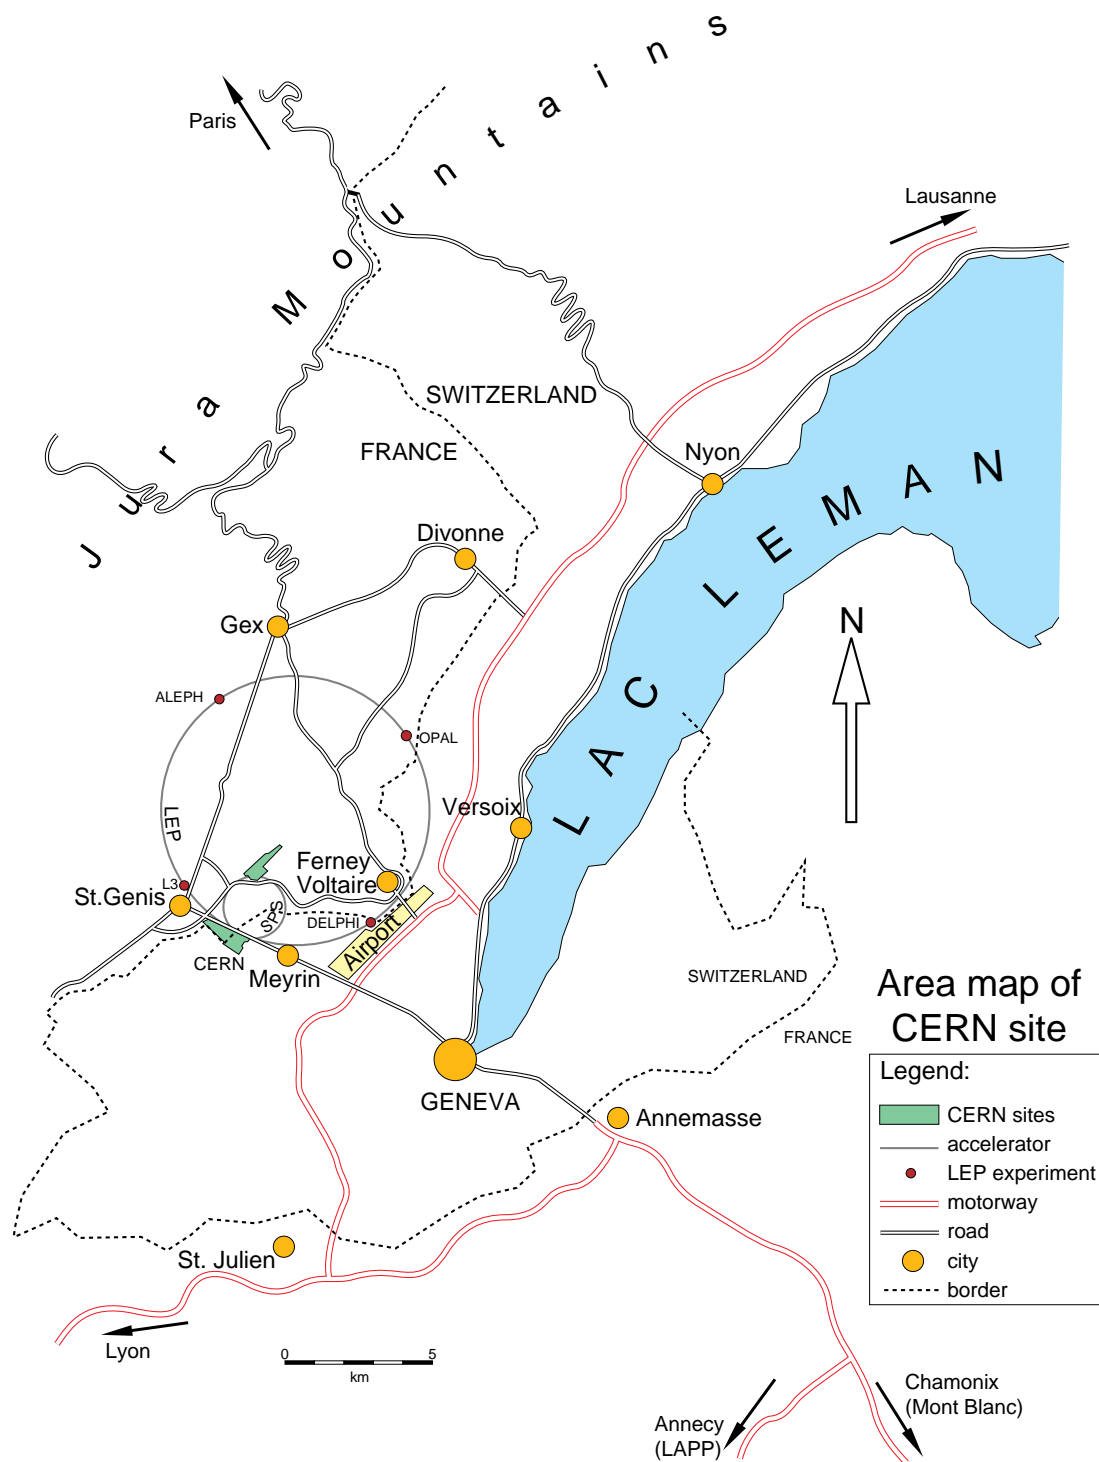 Jura Mountains
Paris
Lausanne
SWITZERLAND
FRANCE
Nyon
Divonne
LAC LEMAN
Gex
N
ALEPH
OPAL
LEP
Versoix
Ferney
Voltaire
L3
St.Genis
SPS
DELPHI
Airport
CERN
Meyrin
SWITZERLAND
FRANCE
GENEVA
Annemasse
St. Julien
Lyon
0 5
km
Annecy
(LAPP)
Chamonix
(Mont Blanc)
Area map of
CERN site
Legend:
CERN sites
accelerator
LEP experiment
motorway
road
city
border